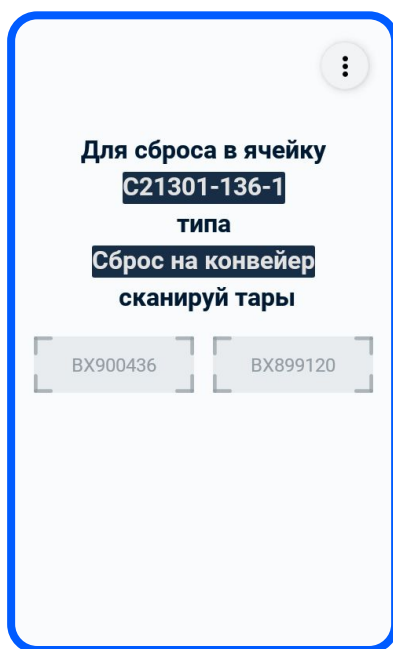 Для сброса в ячейку
C21301-136-1
типа
Сброс на конвейер
сканируй тары
BX900436 BX899120